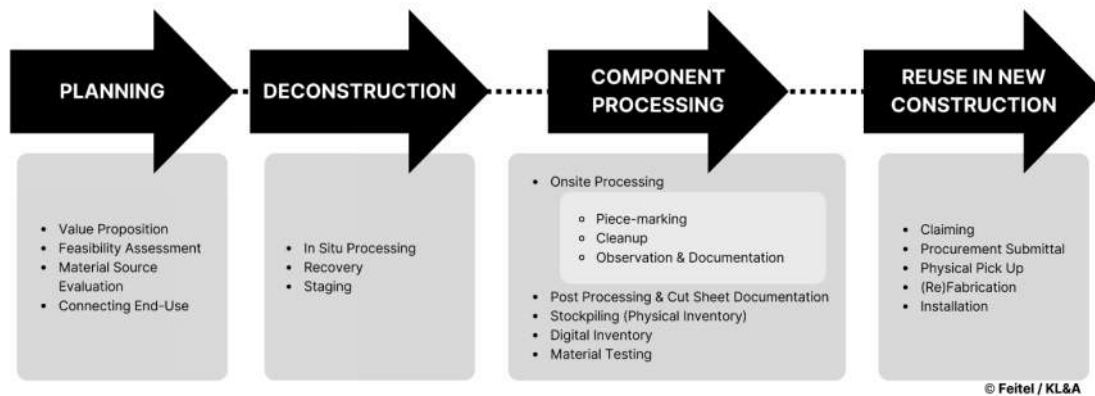 PLANNING
DECONSTRUCTION
COMPONENT
PROCESSING
REUSE IN NEW
CONSTRUCTION
• Value Proposition
• Feasibility Assessment
• Material Source
Evaluation
• Connecting End-Use
• In Situ Processing
• Recovery
• Staging
• Onsite Processing
○ Piece-marking
○ Cleanup
○ Observation & Documentation
• Post Processing & Cut Sheet Documentation
• Stockpiling (Physical Inventory)
• Digital Inventory
• Material Testing
• Claiming
• Procurement Submittal
• Physical Pick Up
• (Re)Fabrication
• Installation
© Feitel / KL&A